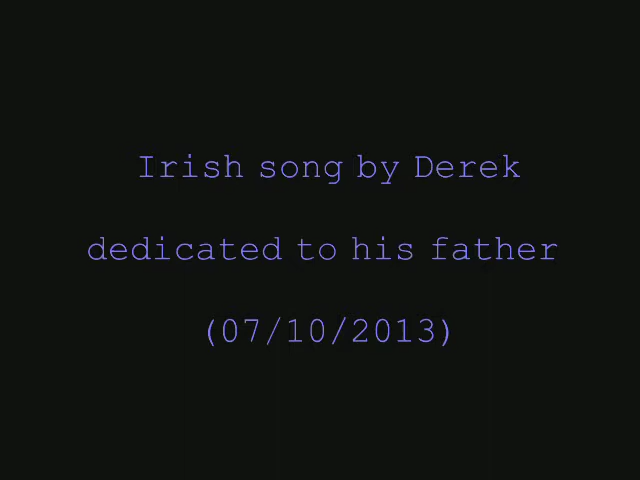 Irish song by Derek
dedicated to his father
(07/10/2013)